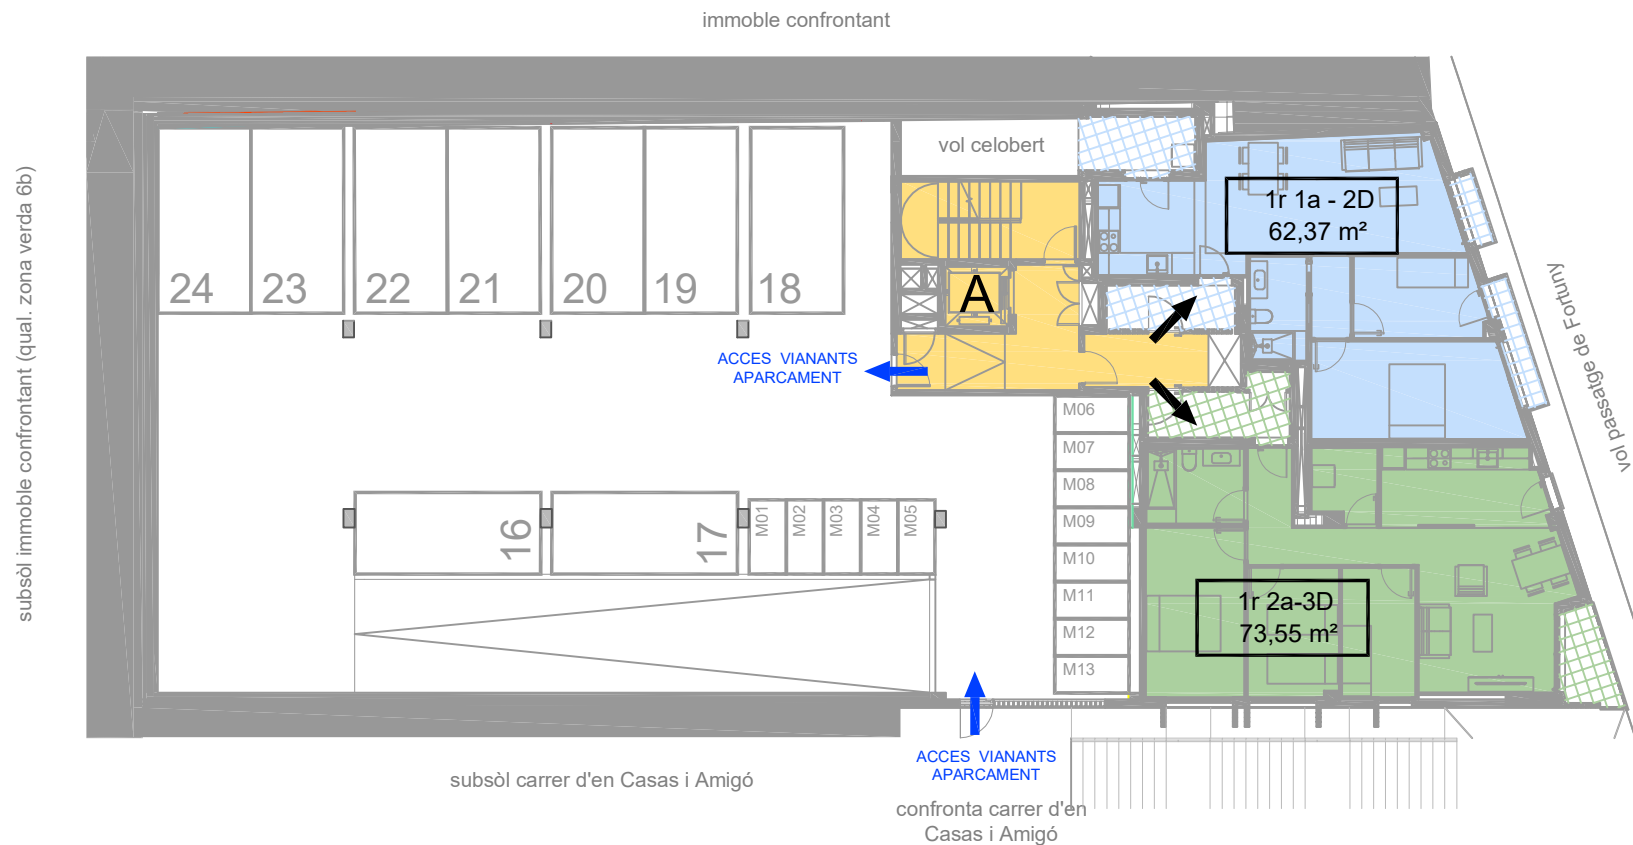 immoble confrontant
subsòl immoble confrontant (qual. zona verda 6b)
vol celobert
1r 1a - 2D
62,37 m²
24
23
22
21
20
19
18
A
vol passatge de Fortuny
ACCES VIANANTS
APARCAMENT
M06
M07
M08
M09
M10
M11
M12
M13
16
17
M01
M02
M03
M04
M05
1r 2a-3D
73,55 m²
ACCES VIANANTS
APARCAMENT
subsòl carrer d'en Casas i Amigó
confronta carrer d'en
Casas i Amigó